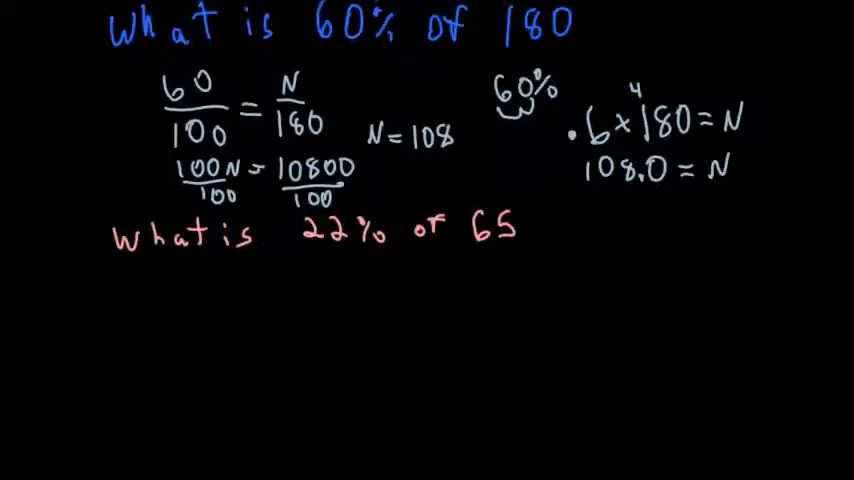 What is 60% of 180
60/100 = N/180
N = 108
100N/100 = 10800/100
60%
4
.6 × 180 = N
108.0 = N
What is 22% of 65